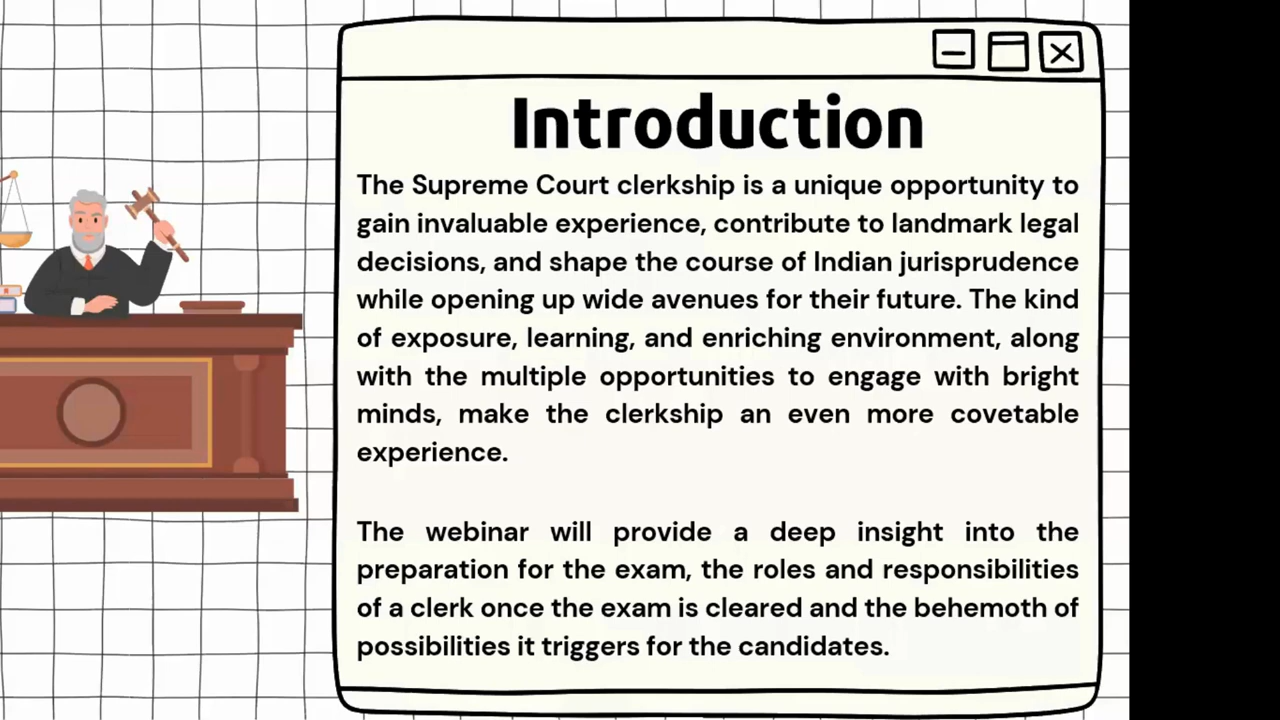 Introduction
The Supreme Court clerkship is a unique opportunity to
gain invaluable experience, contribute to landmark legal
decisions, and shape the course of Indian jurisprudence
while opening up wide avenues for their future. The kind
of exposure, learning, and enriching environment, along
with the multiple opportunities to engage with bright
minds, make the clerkship an even more covetable
experience.
The webinar will provide a deep insight into the
preparation for the exam, the roles and responsibilities
of a clerk once the exam is cleared and the behemoth of
possibilities it triggers for the candidates.